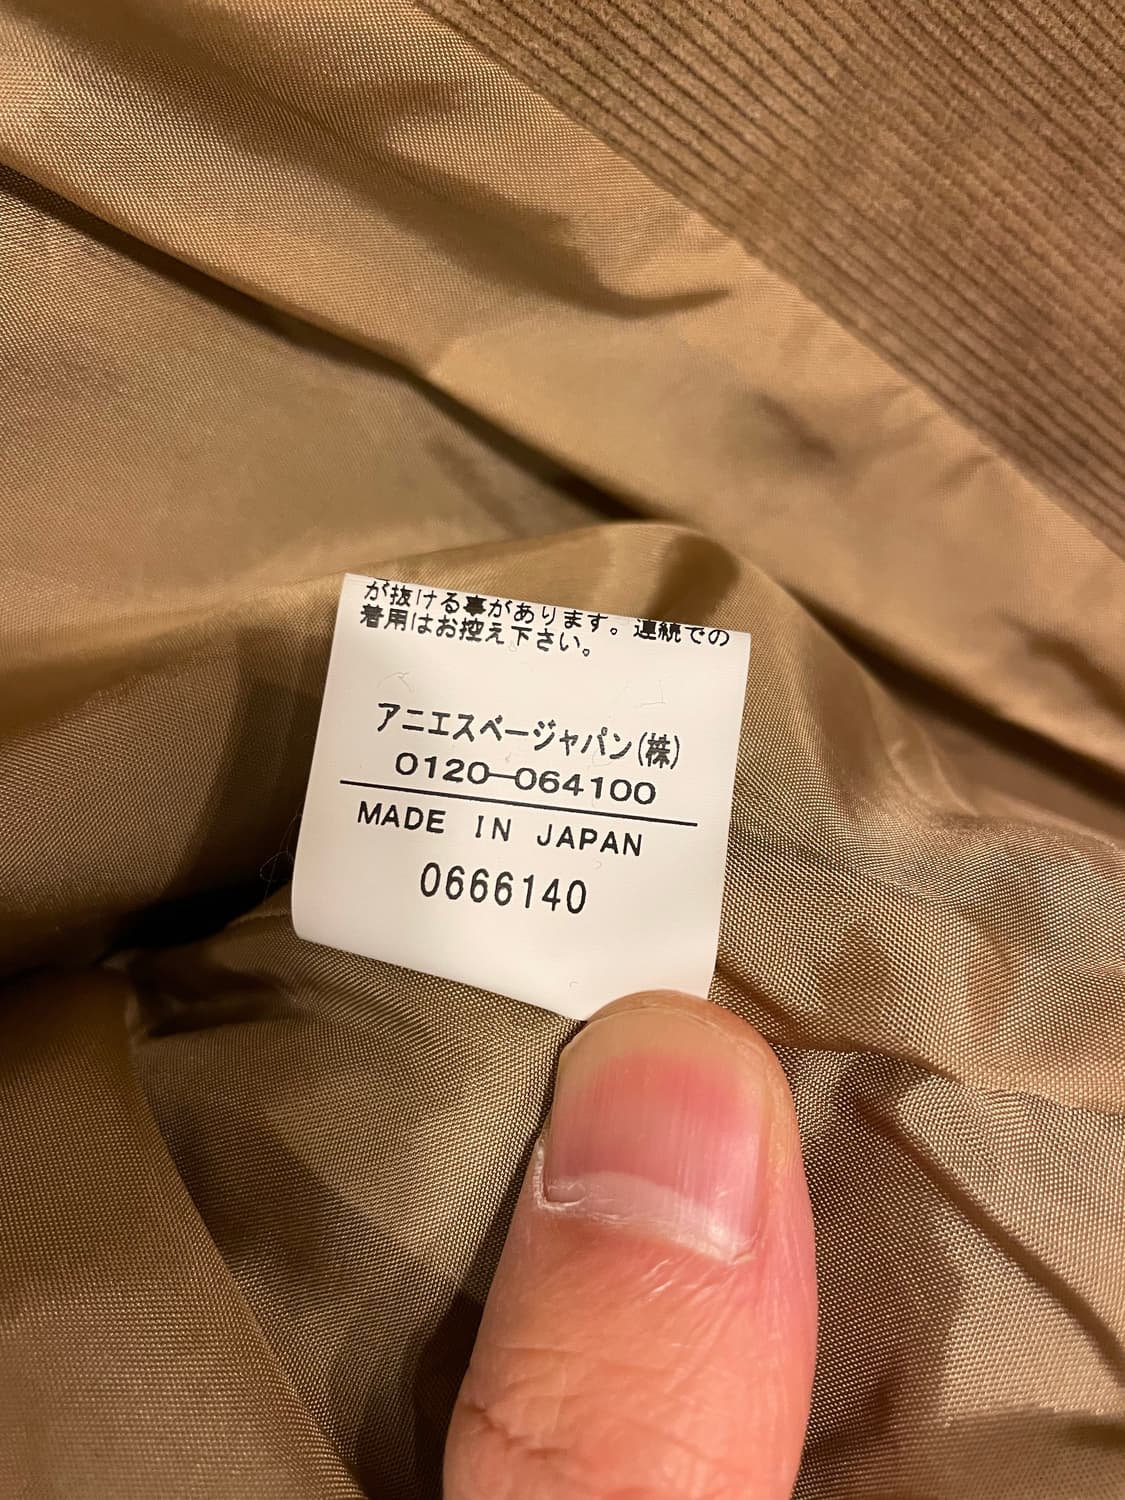 が抜ける事があります。連続での
着用はお控え下さい。
アニエスベージャパン(株)
0120-064100
MADE IN JAPAN
0666140